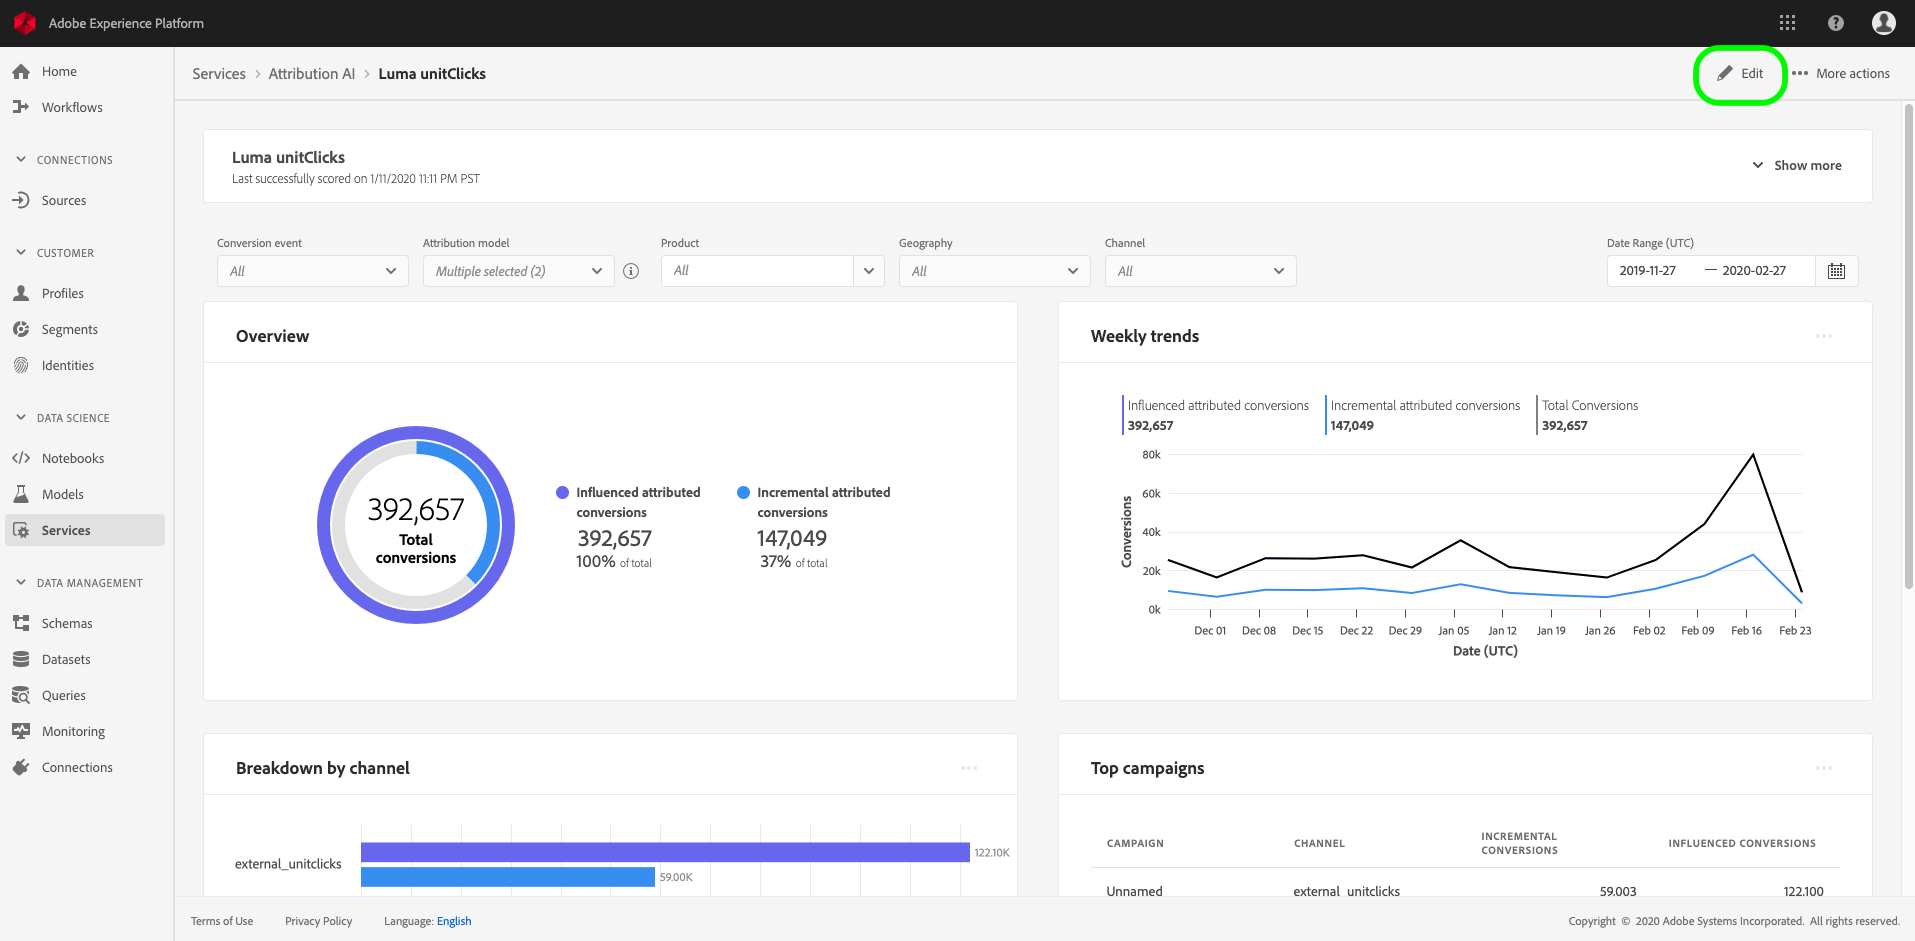 Adobe Experience Platform
Home
Workflows
CONNECTIONS
Sources
CUSTOMER
Profiles
Segments
Identities
DATA SCIENCE
Notebooks
Models
Services
DATA MANAGEMENT
Schemas
Datasets
Queries
Monitoring
Connections
Services > Attribution AI > Luma unitClicks
Edit
More actions
Luma unitClicks
Last successfully scored on 1/11/2020 11:11 PM PST
Show more
Conversion event
All
Attribution model
Multiple selected (2)
Product
All
Geography
All
Channel
All
Date Range (UTC)
2019-11-27 — 2020-02-27
Overview
392,657
Total
conversions
Influenced attributed
conversions
392,657
100% of total
Incremental attributed
conversions
147,049
37% of total
Weekly trends
Influenced attributed conversions
392,657
Incremental attributed conversions
147,049
Total Conversions
392,657
Conversions
80k
60k
40k
20k
0k
Dec 01 Dec 08 Dec 15 Dec 22 Dec 29 Jan 05 Jan 12 Jan 19 Jan 26 Feb 02 Feb 09 Feb 16 Feb 23
Date (UTC)
Breakdown by channel
external_unitclicks
122.10K
59.00K
Top campaigns
CAMPAIGN
CHANNEL
INCREMENTAL
CONVERSIONS
INFLUENCED CONVERSIONS
Unnamed external_unitclicks 59.003 122.100
Terms of Use
Privacy Policy
Language: English
Copyright © 2020 Adobe Systems Incorporated. All rights reserved.